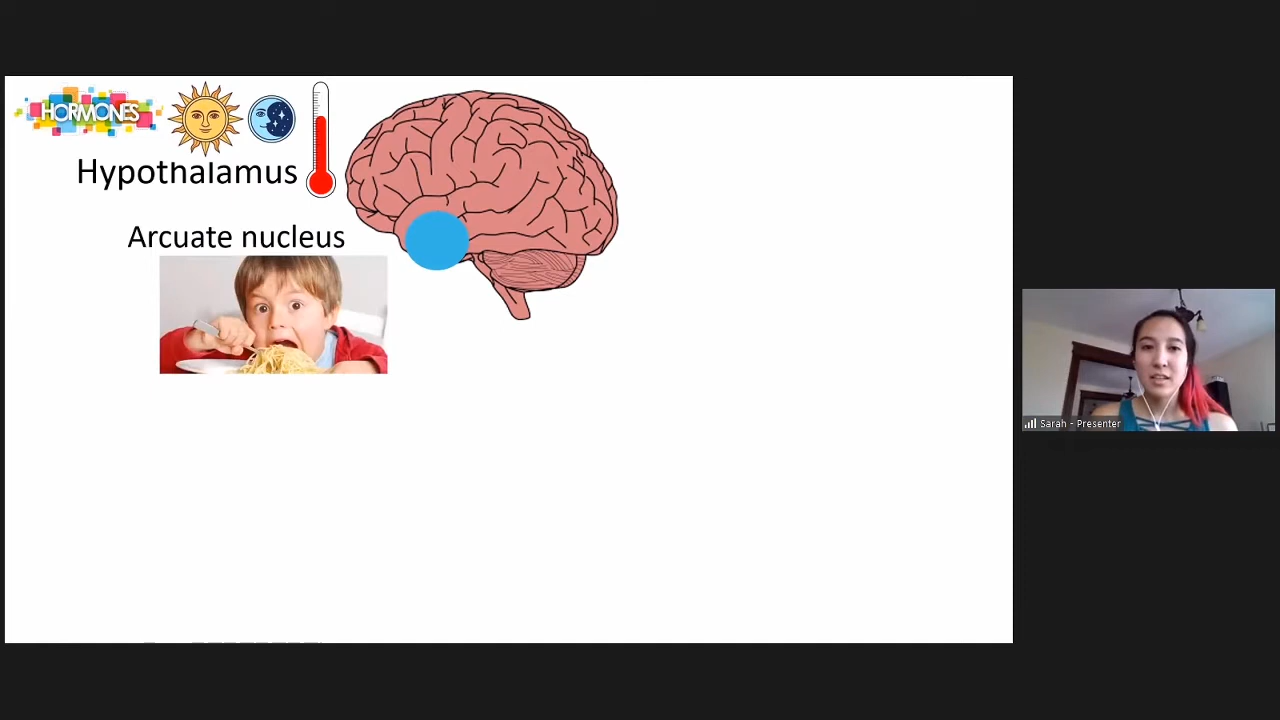 HORMONES
Hypothalamus
Arcuate nucleus
Sarah - Presenter